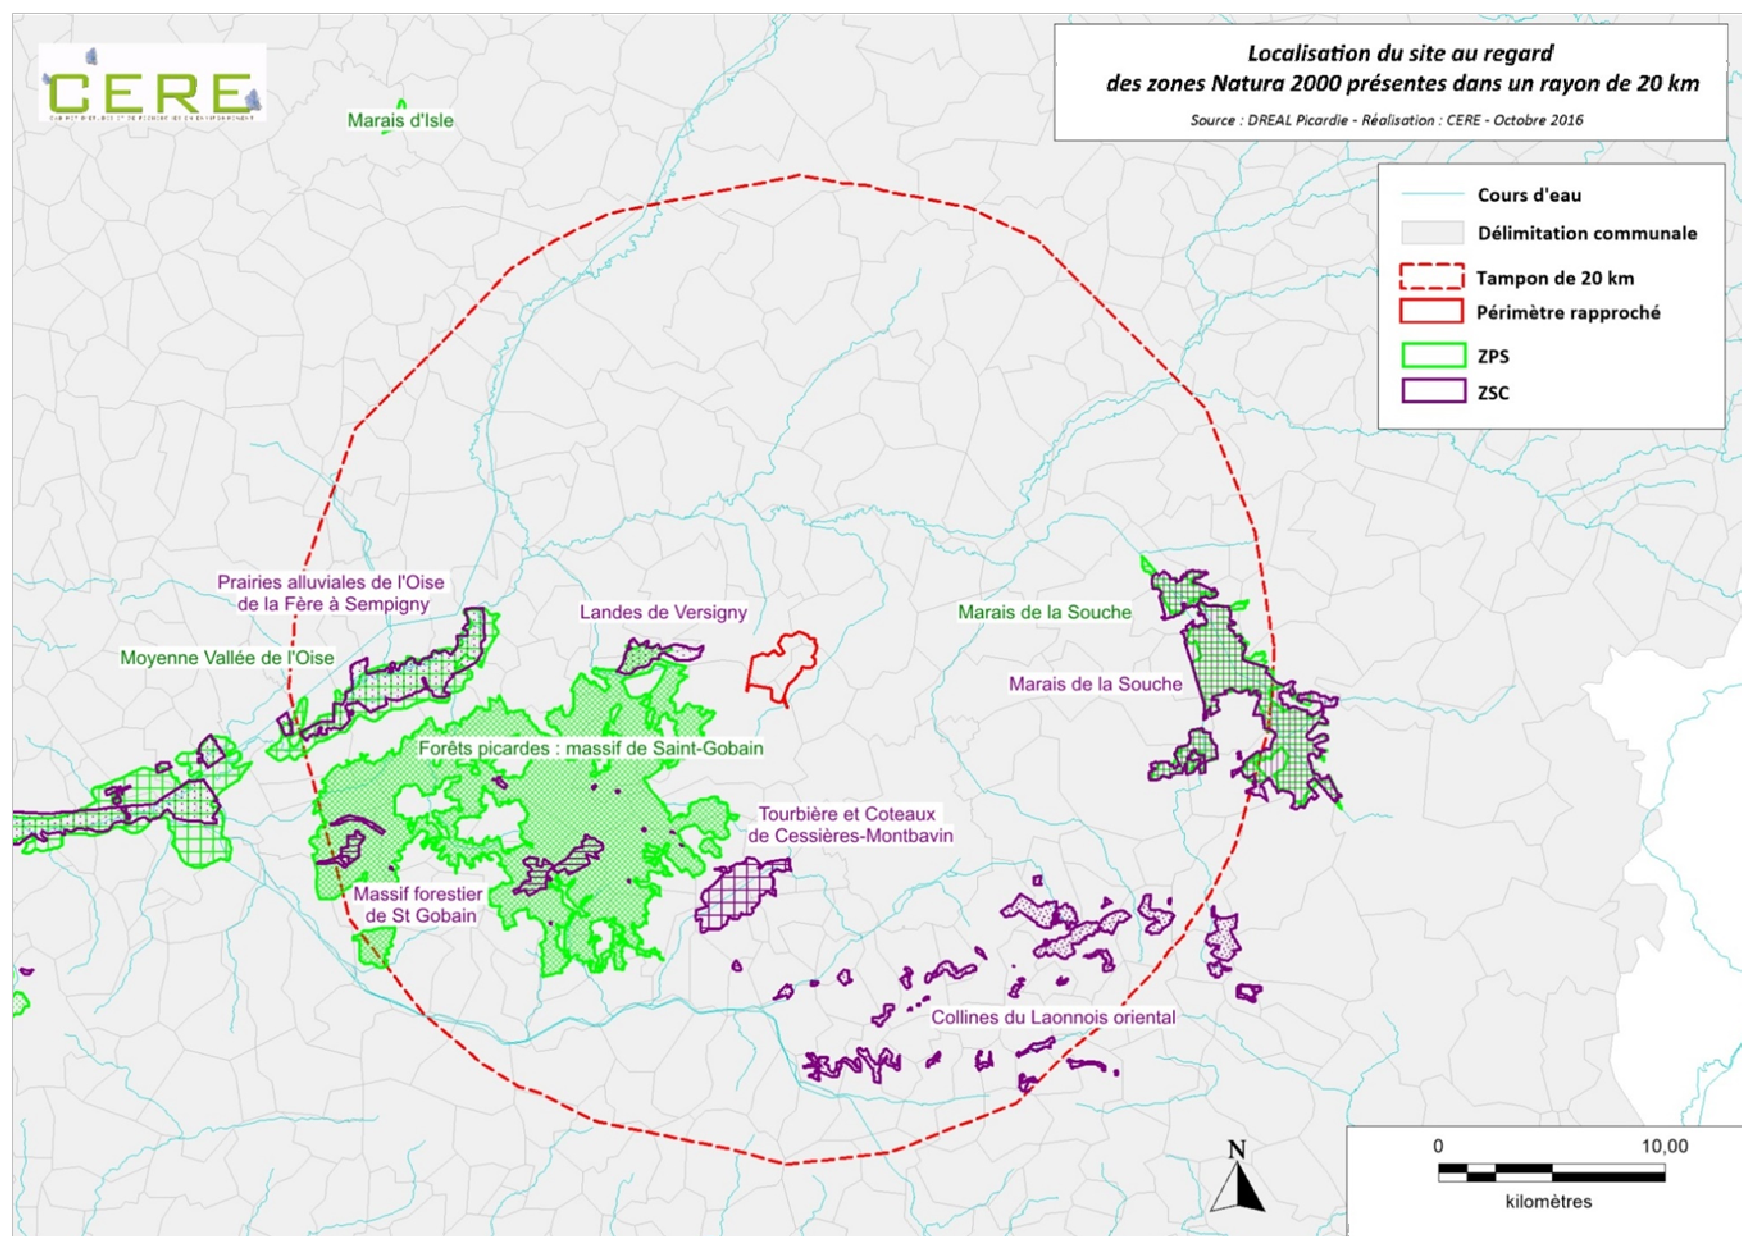 CERE
Localisation du site au regard
des zones Natura 2000 présentes dans un rayon de 20 km
Source : DREAL Picardie - Réalisation : CERE - Octobre 2016
Marais d'Isle
Cours d'eau
Délimitation communale
Tampon de 20 km
Périmètre rapproché
ZPS
ZSC
Prairies alluviales de l'Oise
de la Fère à Sempigny
Landes de Versigny
Marais de la Souche
Moyenne Vallée de l'Oise
Marais de la Souche
Forêts picardes : massif de Saint-Gobain
Tourbière et Coteaux
de Cessières-Montbavin
Massif forestier
de St Gobain
Collines du Laonnois oriental
N
0 10,00
kilomètres